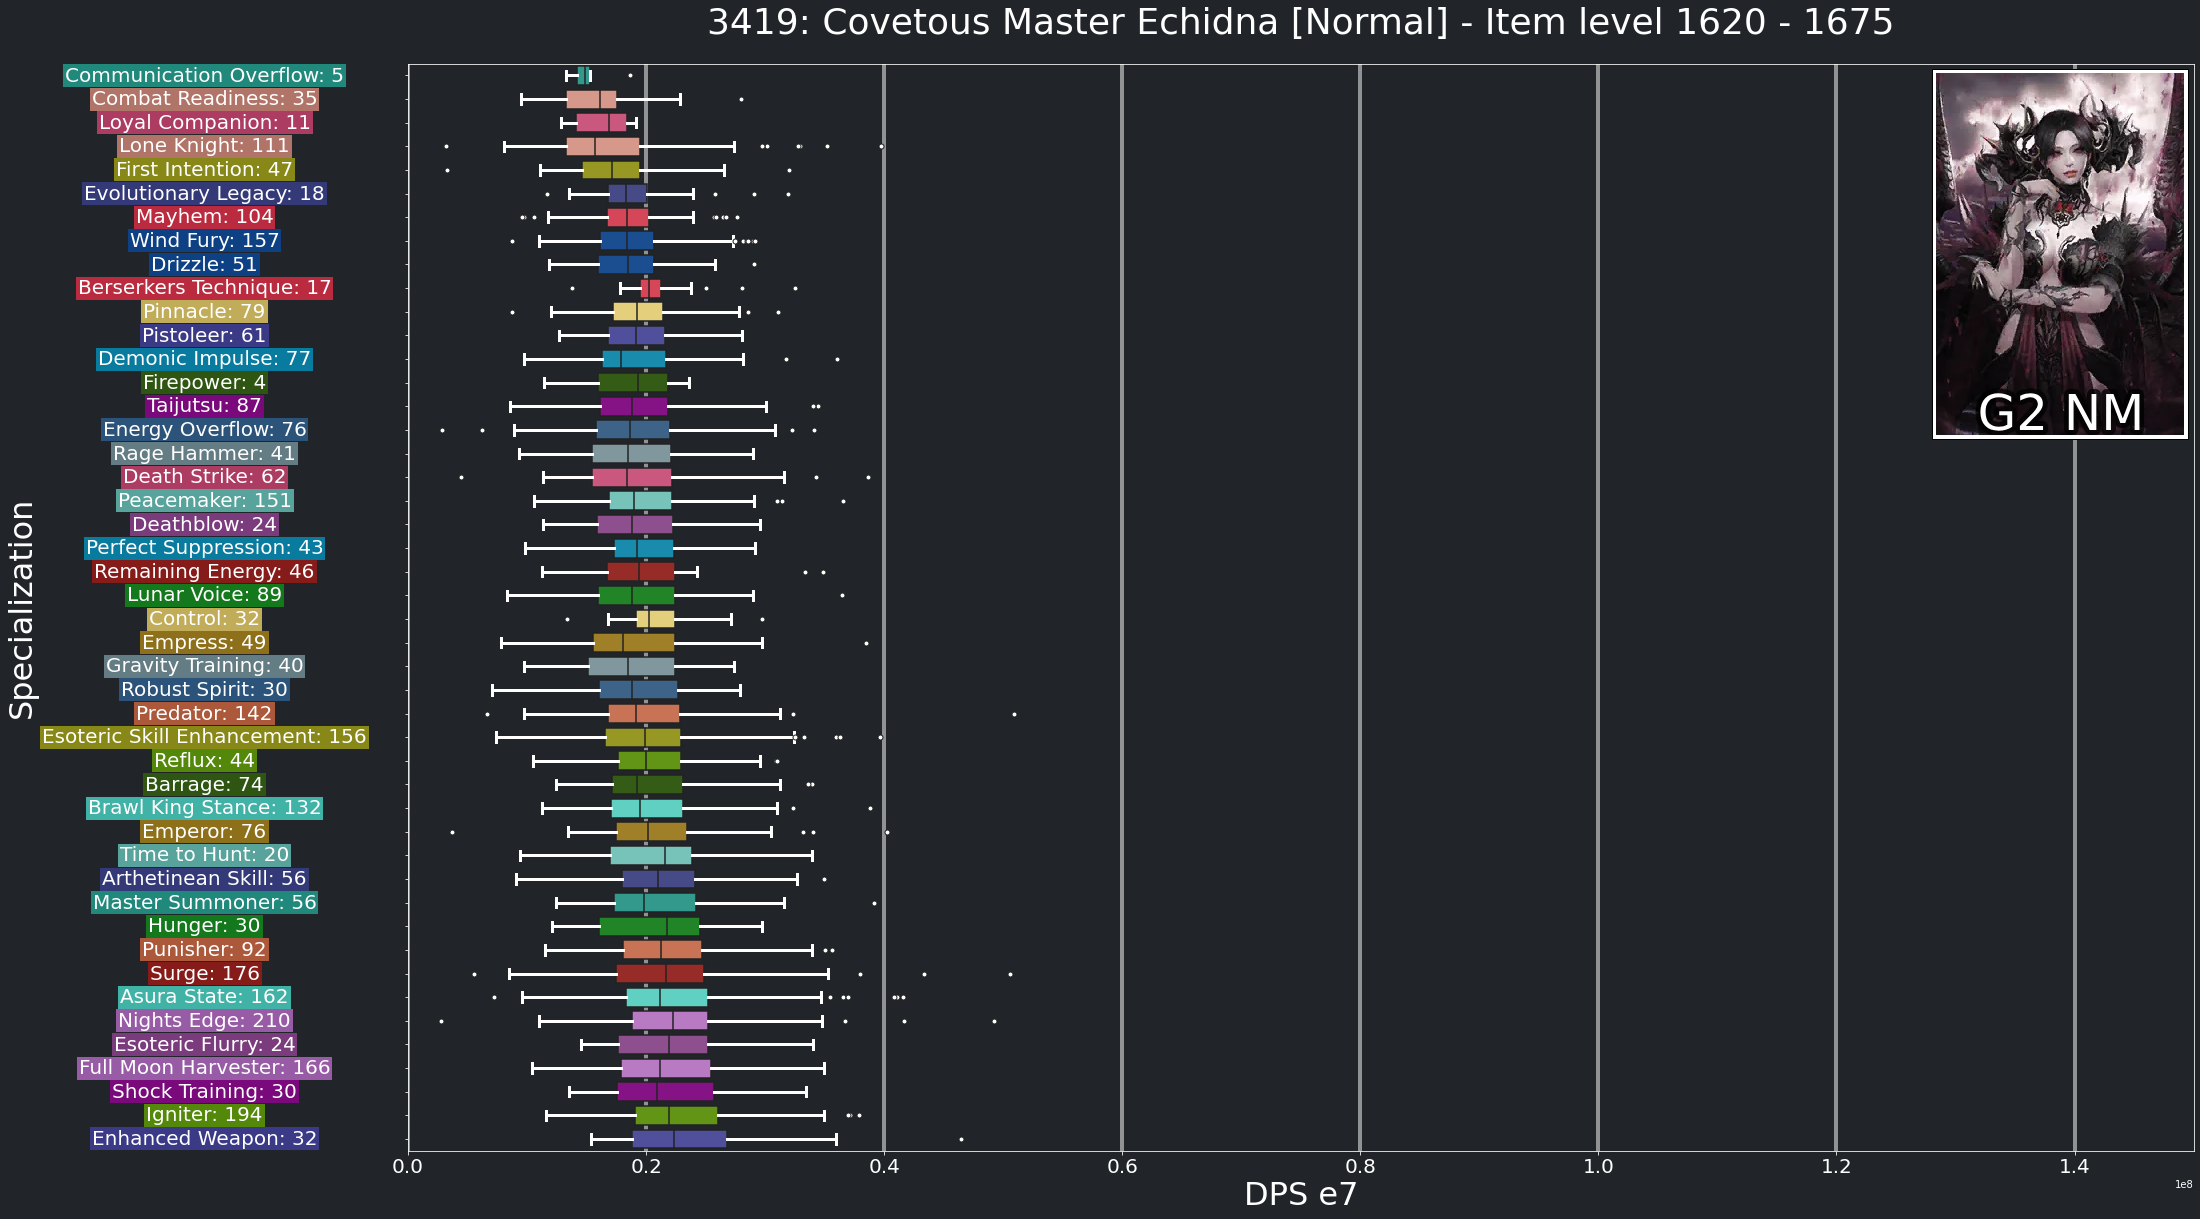 3419: Covetous Master Echidna [Normal] - Item level 1620 - 1675
Specialization
Communication Overflow: 5
Combat Readiness: 35
Loyal Companion: 11
Lone Knight: 111
First Intention: 47
Evolutionary Legacy: 18
Mayhem: 104
Wind Fury: 157
Drizzle: 51
Berserkers Technique: 17
Pinnacle: 79
Pistoleer: 61
Demonic Impulse: 77
Firepower: 4
Taijutsu: 87
Energy Overflow: 76
Rage Hammer: 41
Death Strike: 62
Peacemaker: 151
Deathblow: 24
Perfect Suppression: 43
Remaining Energy: 46
Lunar Voice: 89
Control: 32
Empress: 49
Gravity Training: 40
Robust Spirit: 30
Predator: 142
Esoteric Skill Enhancement: 156
Reflux: 44
Barrage: 74
Brawl King Stance: 132
Emperor: 76
Time to Hunt: 20
Arthetinean Skill: 56
Master Summoner: 56
Hunger: 30
Punisher: 92
Surge: 176
Asura State: 162
Nights Edge: 210
Esoteric Flurry: 24
Full Moon Harvester: 166
Shock Training: 30
Igniter: 194
Enhanced Weapon: 32
G2 NM
0.0 0.2 0.4 0.6 0.8 1.0 1.2 1.4
1e8
DPS e7